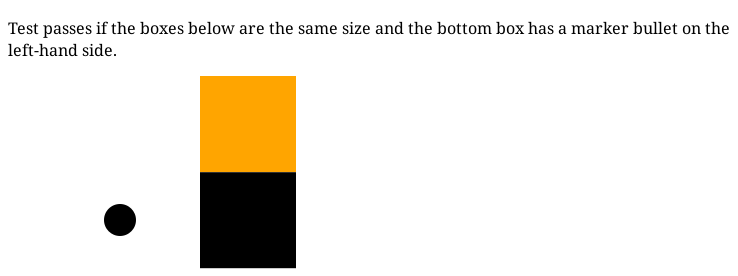 Test passes if the boxes below are the same size and the bottom box has a marker bullet on the
left-hand side.